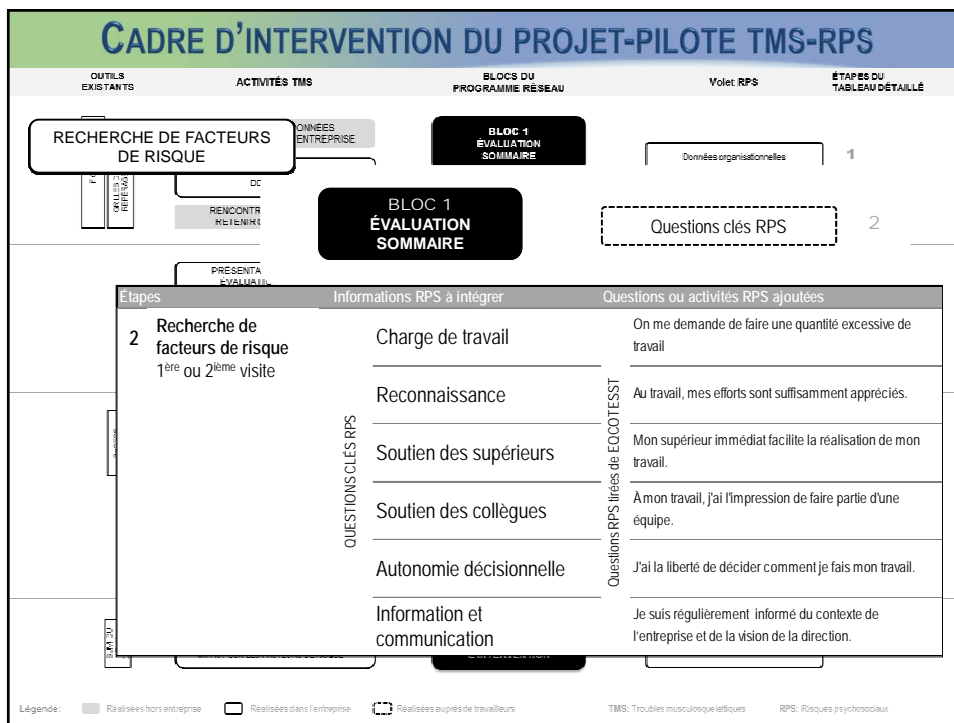 CADRE D'INTERVENTION DU PROJET-PILOTE TMS-RPS
OUTILS
EXISTANTS
ACTIVITÉS TMS
BLOCS DU
PROGRAMME RÉSEAU
Volet RPS
ÉTAPES DU
TABLEAU DÉTAILLÉ
RECHERCHE DE FACTEURS
DE RISQUE
ENTREPRISE
BLOC 1
ÉVALUATION
SOMMAIRE
Données organisationnelles
1
BLOC 1
ÉVALUATION
SOMMAIRE
Questions clés RPS
2
Étapes
Informations RPS à intégrer
Questions ou activités RPS ajoutées
2
Recherche de
facteurs de risque
1ère ou 2ième visite
QUESTIONS CLÉS RPS
Questions RPS tirées de EQCOTESST
Charge de travail
On me demande de faire une quantité excessive de
travail
Reconnaissance
Au travail, mes efforts sont suffisamment appréciés.
Soutien des supérieurs
Mon supérieur immédiat facilite la réalisation de mon
travail.
Soutien des collègues
À mon travail, j'ai l'impression de faire partie d'une
équipe.
Autonomie décisionnelle
J'ai la liberté de décider comment je fais mon travail.
Information et
communication
Je suis régulièrement informé du contexte de
l'entreprise et de la vision de la direction.
Légende:
Réalisées hors entreprise
Réalisées dans l'entreprise
Réalisées auprès de travailleurs
TMS: Troubles musculosquelettiques
RPS: Risques psychosociaux